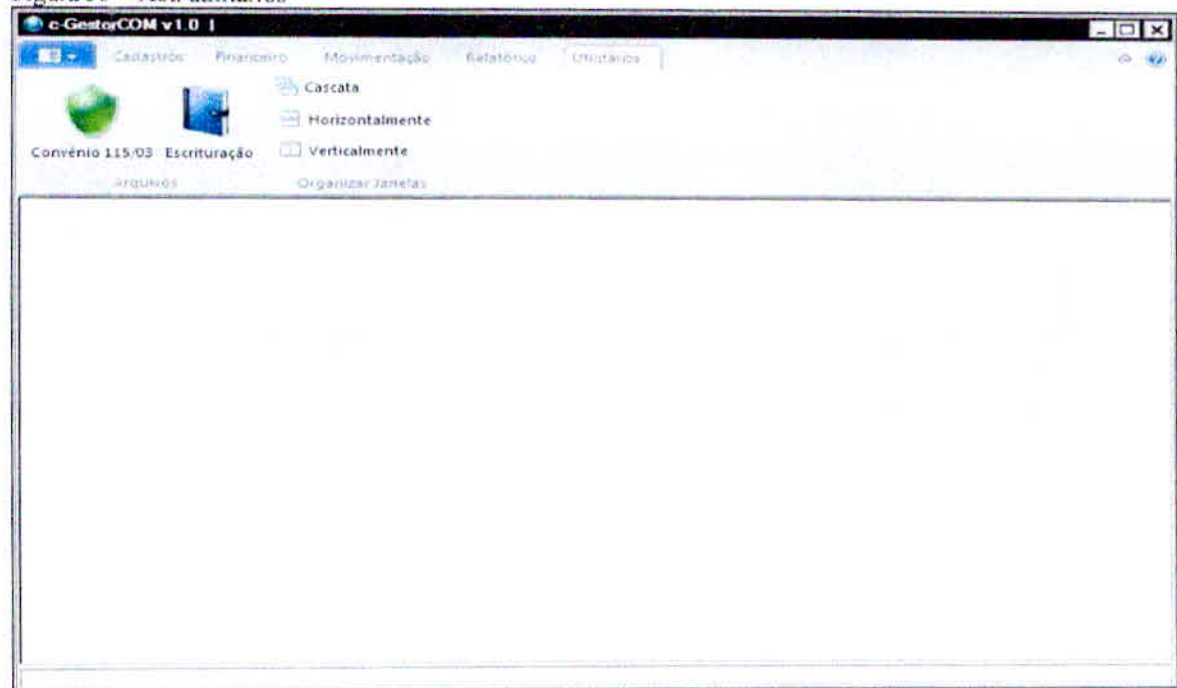 c-GestorCOM v1.0
Cadastros Financeiro Movimentação Relatórios Utilitários
Cascata
Horizontalmente
Convênio 115/03 Escrituração Verticalmente
Arquivos Organizar Janelas